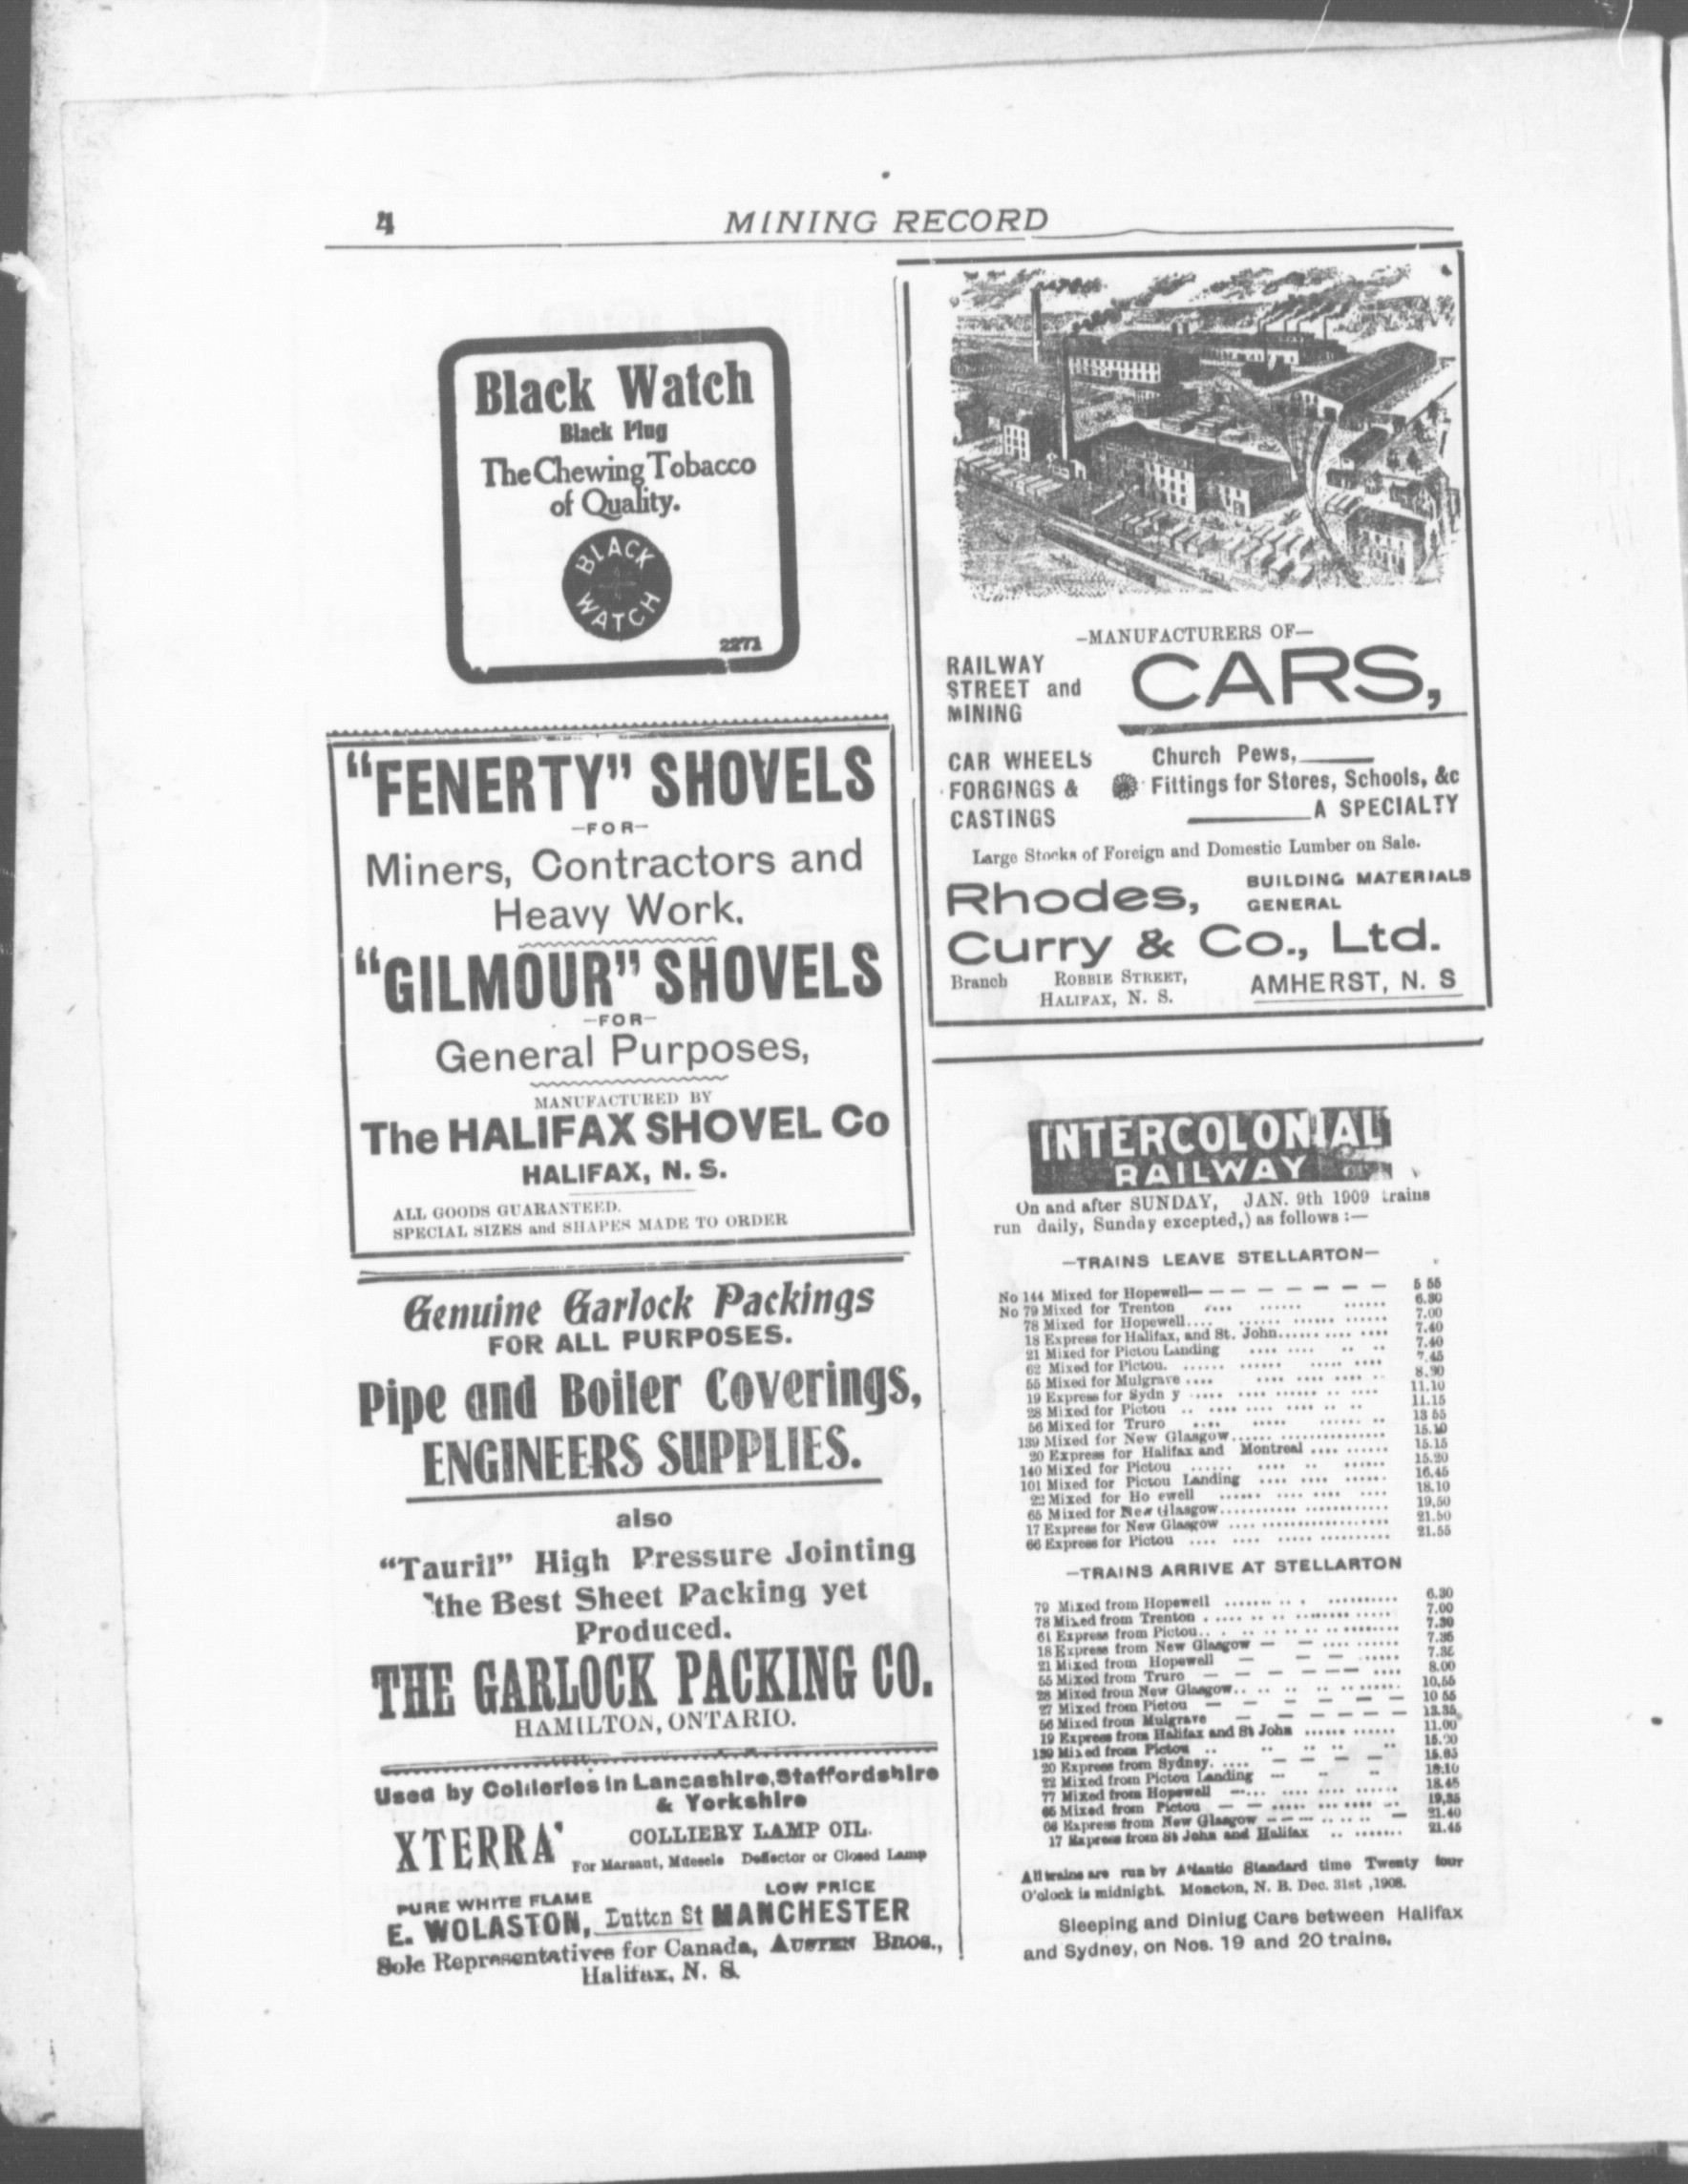 4
MINING RECORD
Black Watch
Black Plug
The Chewing Tobacco
of Quality.
BLACK
WATCH
2271
"FENERTY" SHOVELS
—FOR—
Miners, Contractors and
Heavy Work.
"GILMOUR" SHOVELS
—FOR—
General Purposes,
MANUFACTURED BY
The HALIFAX SHOVEL Co
HALIFAX, N. S.
ALL GOODS GUARANTEED.
SPECIAL SIZES and SHAPES MADE TO ORDER
Genuine Garlock Packings
FOR ALL PURPOSES.
Pipe and Boiler Coverings,
ENGINEERS SUPPLIES.
also
"Tauril" High Pressure Jointing
the Best Sheet Packing yet
Produced.
THE GARLOCK PACKING CO.
HAMILTON, ONTARIO.
Used by Collieries in Lancashire, Staffordshire
& Yorkshire
XTERRA'
COLLIERY LAMP OIL.
For Marsaut, Mdesele Deflector or Closed Lamp
PURE WHITE FLAME
LOW PRICE
E. WOLASTON, Dutton St MANCHESTER
Sole Representatives for Canada, AUSTEN BROS.,
Halifax, N. S.
—MANUFACTURERS OF—
RAILWAY
STREET and
MINING
CARS,
CAR WHEELS
FORGINGS &
CASTINGS
Church Pews,
Fittings for Stores, Schools, &c
A SPECIALTY
Large Stocks of Foreign and Domestic Lumber on Sale.
Rhodes,
BUILDING MATERIALS
GENERAL
Curry & Co., Ltd.
Branch ROBBIE STREET,
HALIFAX, N. S.
AMHERST, N. S
INTERCOLONIAL
RAILWAY
On and after SUNDAY, JAN. 9th 1909 trains
run daily, Sunday excepted,) as follows :—
—TRAINS LEAVE STELLARTON—
No 144 Mixed for Hopewell— — — — — — — — 5 55
No 79 Mixed for Trenton .... ...... ...... 6.30
78 Mixed for Hopewell.... ...... ...... ...... 7.00
18 Express for Halifax, and St. John...... .... .... 7.40
21 Mixed for Pictou Landing .... .... .. .. 7.40
62 Mixed for Pictou. ...... ...... ..... .... 7.45
55 Mixed for Mulgrave .... .... .... .... .. 8.30
19 Express for Sydn y ..... .... ...... .. .... 11.10
28 Mixed for Pictou .. .... .... .... .. .. 11.15
56 Mixed for Truro .... ..... ...... .. 13 55
139 Mixed for New Glasgow...... ............... 15.10
20 Express for Halifax and Montreal .... ...... 15.15
140 Mixed for Pictou ...... .... .. ...... 15.20
101 Mixed for Pictou Landing .... .... ...... 16.45
22 Mixed for Ho ewell ...... .... .... .... 18.10
65 Mixed for New Glasgow........... ............ 19.50
17 Express for New Glasgow .... .................. 21.50
66 Express for Pictou .... .... ..... .......... 21.55
—TRAINS ARRIVE AT STELLARTON
79 Mixed from Hopewell ....... .. . .......... 6.30
78 Mixed from Trenton . .... .. .. ........ ..... 7.00
61 Express from Pictou.. . .. .. .. .. .. ........ 7.30
18 Express from New Glasgow — — .... ...... 7.35
21 Mixed from Hopewell — — — ..... 7.35
55 Mixed from Truro — — — — — — .... 8.00
28 Mixed from New Glasgow.. .. .. .. .. ...... 10.55
27 Mixed from Pictou — — — — — — 10 55
56 Mixed from Mulgrave — — — — — — 13.35
19 Express from Halifax and St John ...... ...... 11.00
139 Mixed from Pictou .. .. .. .. .. 15.20
20 Express from Sydney. .... — — — — 15.05
22 Mixed from Pictou Landing — .. .. 18.10
77 Mixed from Hopewell —... .... .... ...... 18.45
65 Mixed from Pictou — — ..... ... .... .. 19.35
66 Express from New Glasgow — — — .. .. .. — 21.40
17 Express from St John and Halifax .. ....... 21.45
All trains are run by Atlantic Standard time Twenty four
O'clock is midnight. Moncton, N. B. Dec. 31st ,1908.
Sleeping and Diniug Cars between Halifax
and Sydney, on Nos. 19 and 20 trains.